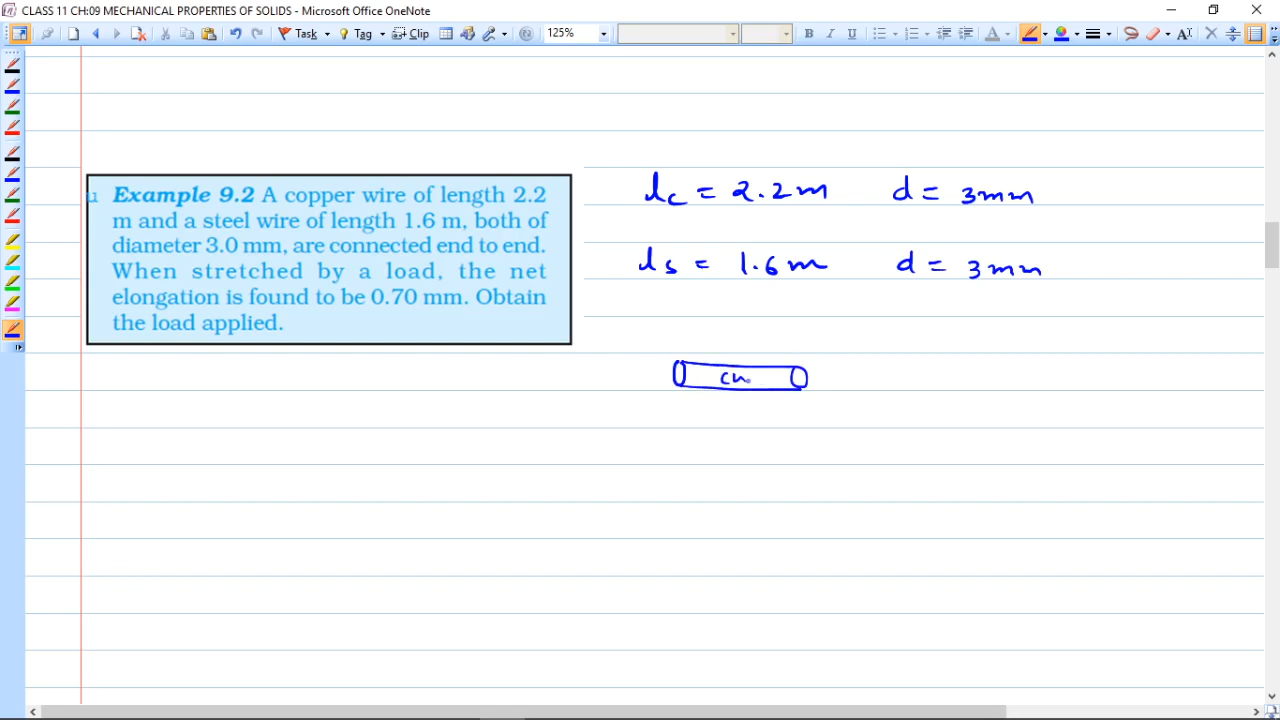 CLASS 11 CH:09 MECHANICAL PROPERTIES OF SOLIDS - Microsoft Office OneNote
Task Tag Clip 125% B I U
Example 9.2 A copper wire of length 2.2
m and a steel wire of length 1.6 m, both of
diameter 3.0 mm, are connected end to end.
When stretched by a load, the net
elongation is found to be 0.70 mm. Obtain
the load applied.
lc = 2.2m d = 3mm
ls = 1.6m d = 3mm
cu